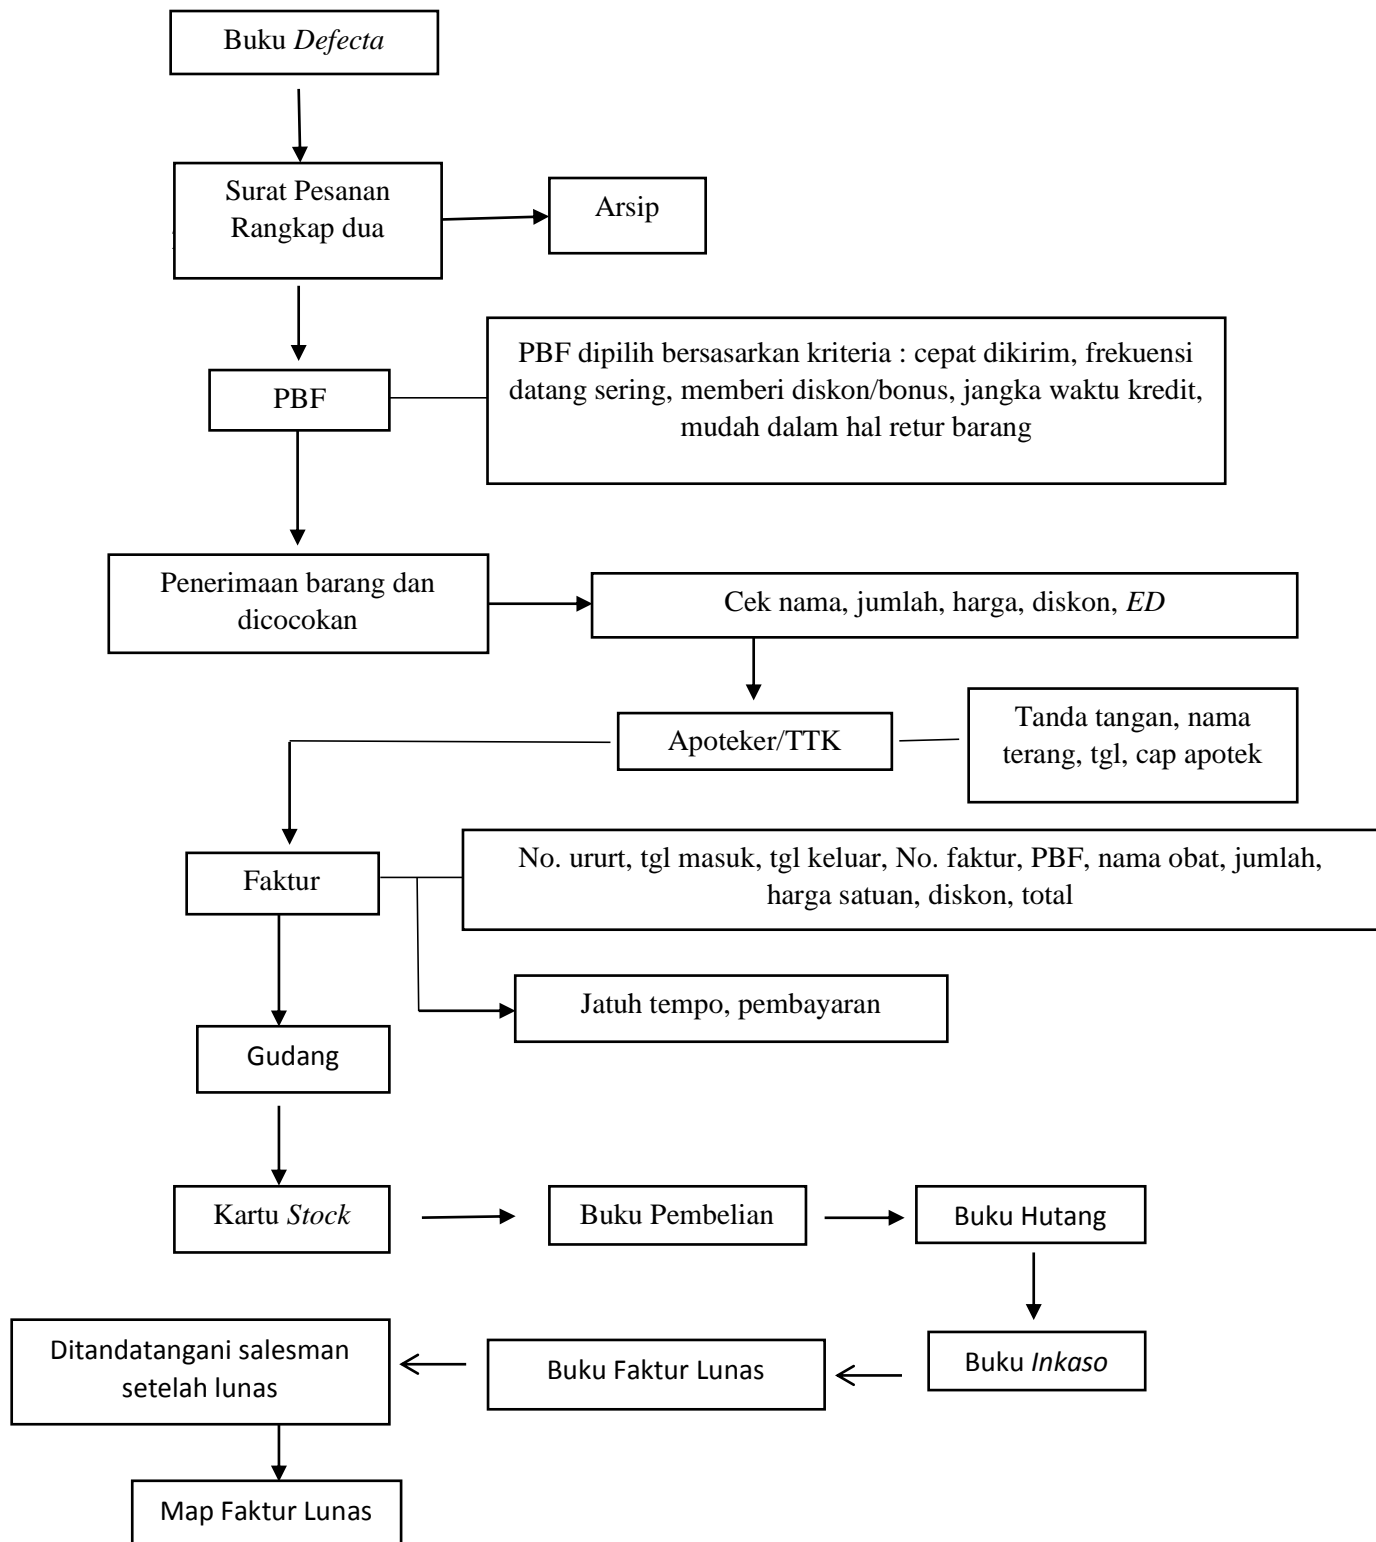 Buku Defecta
Surat Pesanan
Rangkap dua
Arsip
PBF
PBF dipilih bersasarkan kriteria : cepat dikirim, frekuensi
datang sering, memberi diskon/bonus, jangka waktu kredit,
mudah dalam hal retur barang
Penerimaan barang dan
dicocokan
Cek nama, jumlah, harga, diskon, ED
Apoteker/TTK
Tanda tangan, nama
terang, tgl, cap apotek
Faktur
No. ururt, tgl masuk, tgl keluar, No. faktur, PBF, nama obat, jumlah,
harga satuan, diskon, total
Jatuh tempo, pembayaran
Gudang
Kartu Stock
Buku Pembelian
Buku Hutang
Buku Inkaso
Buku Faktur Lunas
Ditandatangani salesman
setelah lunas
Map Faktur Lunas